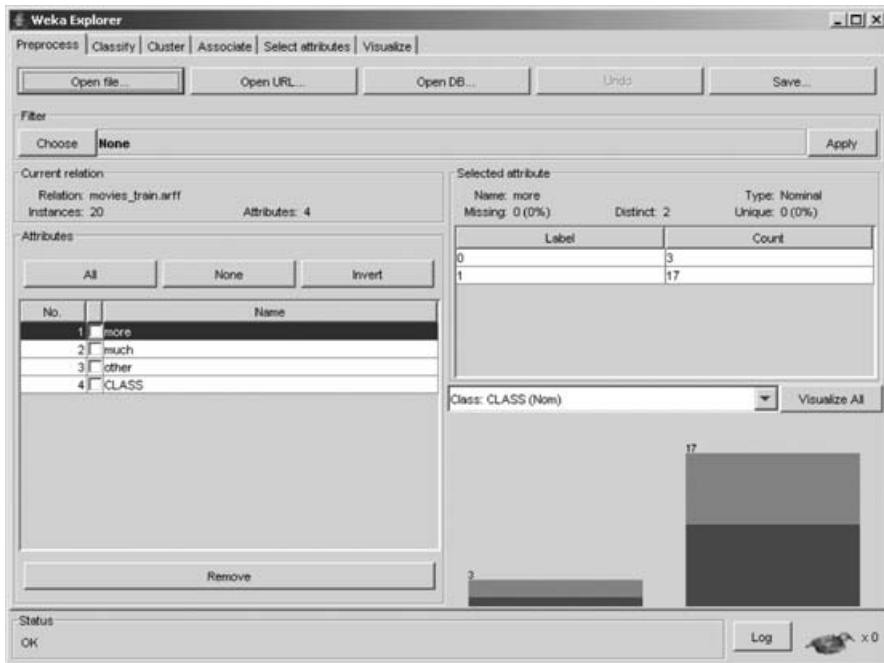 Weka Explorer
Preprocess Classify Cluster Associate Select attributes Visualize
Open file... Open URL... Open DB... Undo Save...
Filter
Choose None Apply
Current relation
Relation: movies_train.arff
Instances: 20 Attributes: 4
Attributes
All None Invert
No. Name
1 more
2 much
3 other
4 CLASS
Remove
Selected attribute
Name: more Type: Nominal
Missing: 0 (0%) Distinct: 2 Unique: 0 (0%)
Label Count
0 3
1 17
Class: CLASS (Nom) Visualize All
17
3
Status
OK
Log x 0